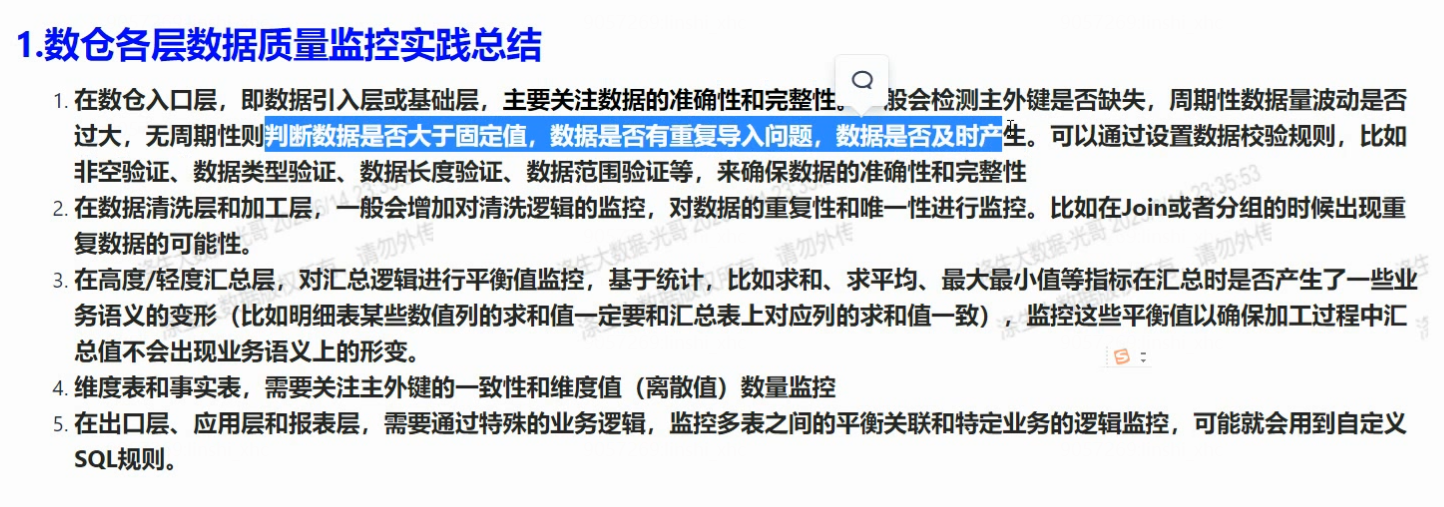 1.数仓各层数据质量监控实践总结
1. 在数仓入口层，即数据引入层或基础层，主要关注数据的准确性和完整性。 般会检测主外键是否缺失，周期性数据量波动是否
过大，无周期性则判断数据是否大于固定值，数据是否有重复导入问题，数据是否及时产生。可以通过设置数据校验规则，比如
非空验证、数据类型验证、数据长度验证、数据范围验证等，来确保数据的准确性和完整性
2. 在数据清洗层和加工层，一般会增加对清洗逻辑的监控，对数据的重复性和唯一性进行监控。比如在Join或者分组的时候出现重
复数据的可能性。
3. 在高度/轻度汇总层，对汇总逻辑进行平衡值监控，基于统计，比如求和、求平均、最大最小值等指标在汇总时是否产生了一些业
务语义的变形（比如明细表某些数值列的求和值一定要和汇总表上对应列的求和值一致），监控这些平衡值以确保加工过程中汇
总值不会出现业务语义上的形变。
4. 维度表和事实表，需要关注主外键的一致性和维度值（离散值）数量监控
5. 在出口层、应用层和报表层，需要通过特殊的业务逻辑，监控多表之间的平衡关联和特定业务的逻辑监控，可能就会用到自定义
SQL规则。